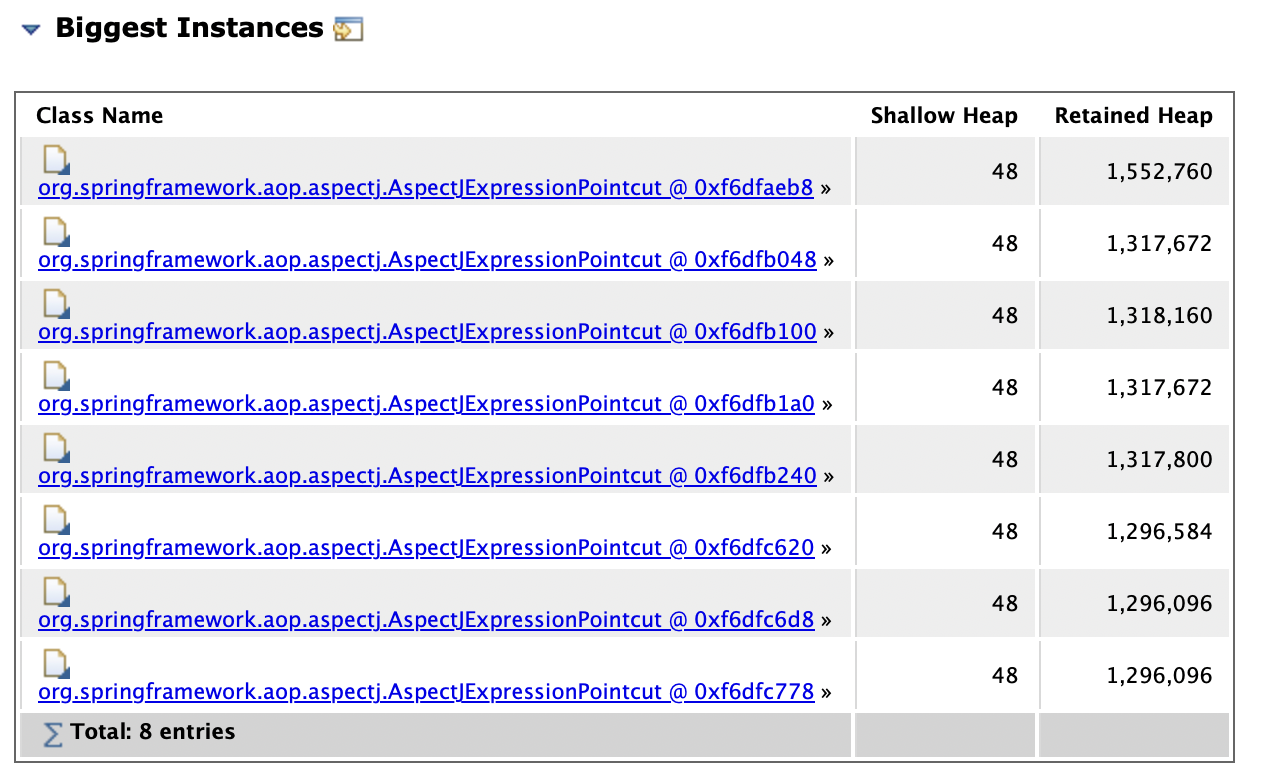 Biggest Instances
Class Name Shallow Heap Retained Heap
org.springframework.aop.aspectj.AspectJExpressionPointcut @ 0xf6dfaeb8 » 48 1,552,760
org.springframework.aop.aspectj.AspectJExpressionPointcut @ 0xf6dfb048 » 48 1,317,672
org.springframework.aop.aspectj.AspectJExpressionPointcut @ 0xf6dfb100 » 48 1,318,160
org.springframework.aop.aspectj.AspectJExpressionPointcut @ 0xf6dfb1a0 » 48 1,317,672
org.springframework.aop.aspectj.AspectJExpressionPointcut @ 0xf6dfb240 » 48 1,317,800
org.springframework.aop.aspectj.AspectJExpressionPointcut @ 0xf6dfc620 » 48 1,296,584
org.springframework.aop.aspectj.AspectJExpressionPointcut @ 0xf6dfc6d8 » 48 1,296,096
org.springframework.aop.aspectj.AspectJExpressionPointcut @ 0xf6dfc778 » 48 1,296,096
Total: 8 entries